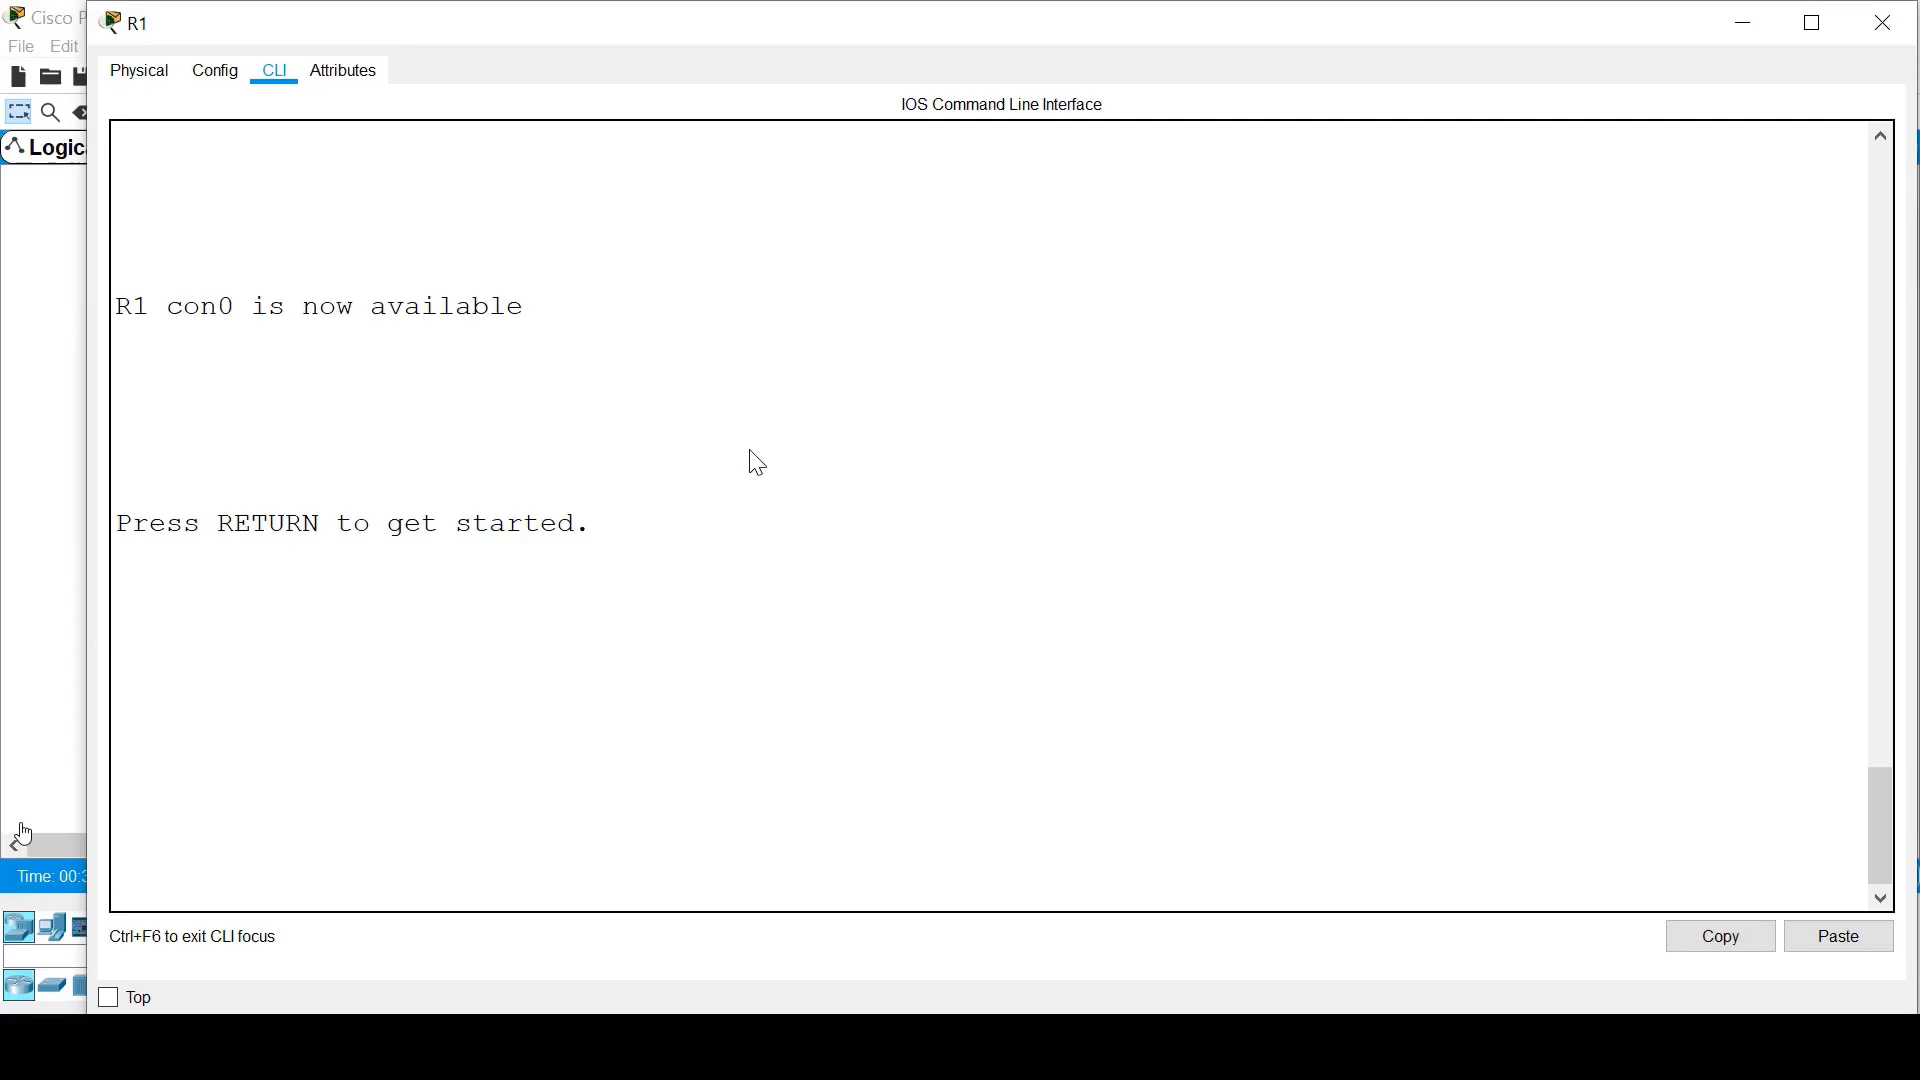 Cisco P
R1
File Edit
Physical Config CLI Attributes
IOS Command Line Interface
Logic
R1 con0 is now available
Press RETURN to get started.
Time: 00:3
Ctrl+F6 to exit CLI focus
Copy Paste
Top